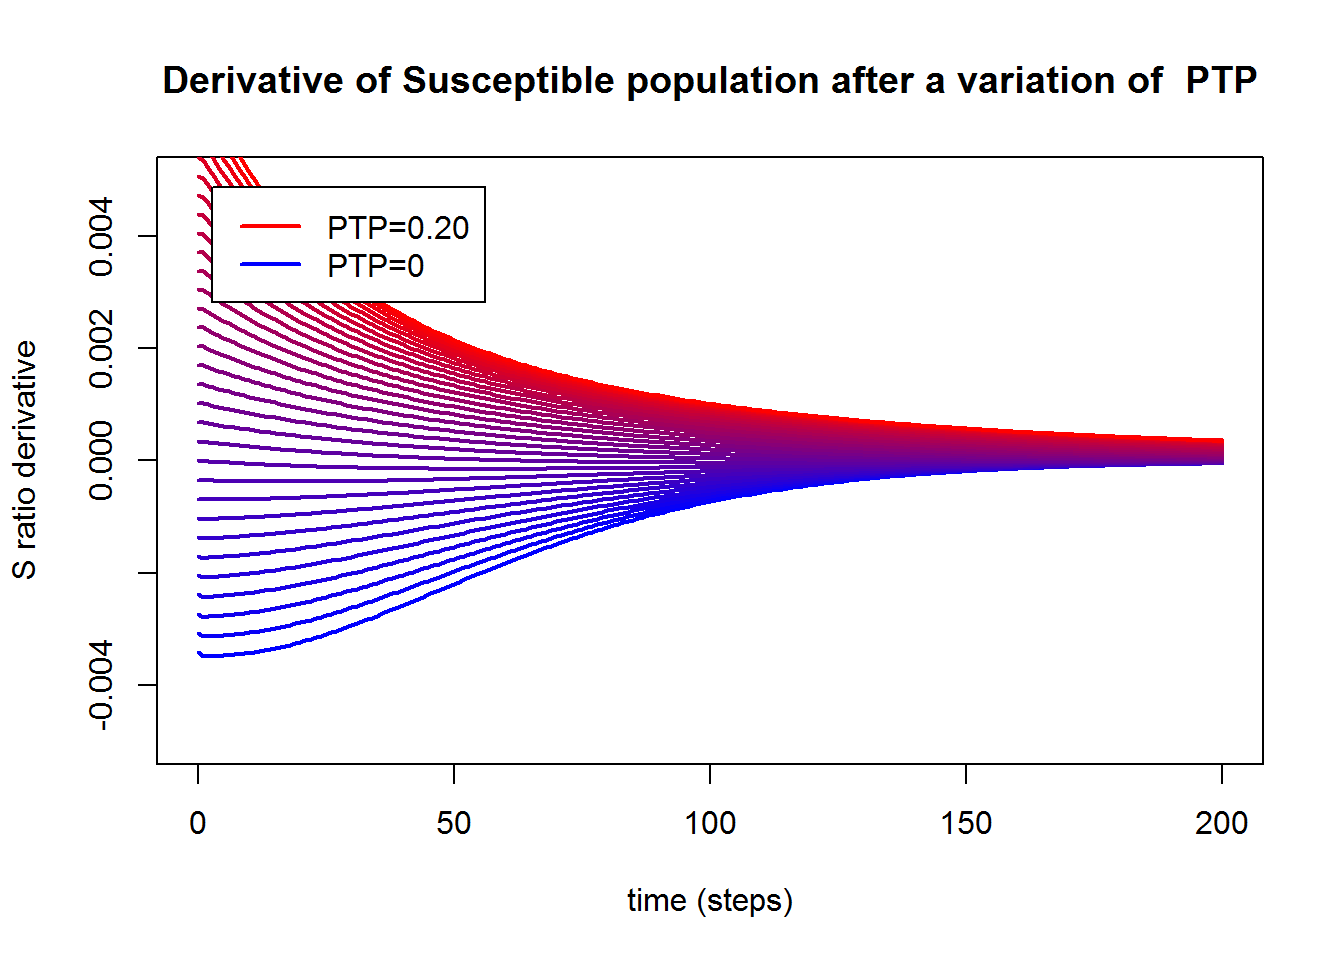 Derivative of Susceptible population after a variation of  PTP
S ratio derivative
0.004
0.002
0.000
-0.004
PTP=0.20
PTP=0
0
50
100
150
200
time (steps)